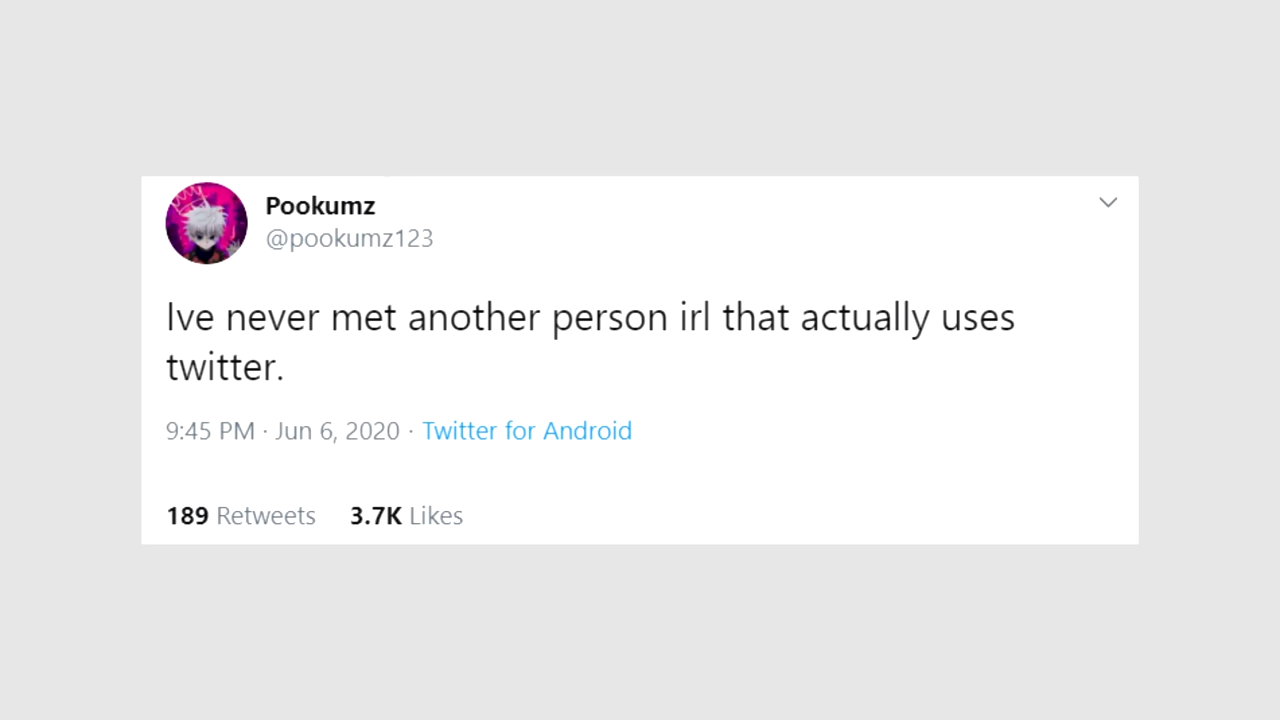 Pookumz
@pookumz123
Ive never met another person irl that actually uses
twitter.
9:45 PM · Jun 6, 2020 · Twitter for Android
189 Retweets 3.7K Likes